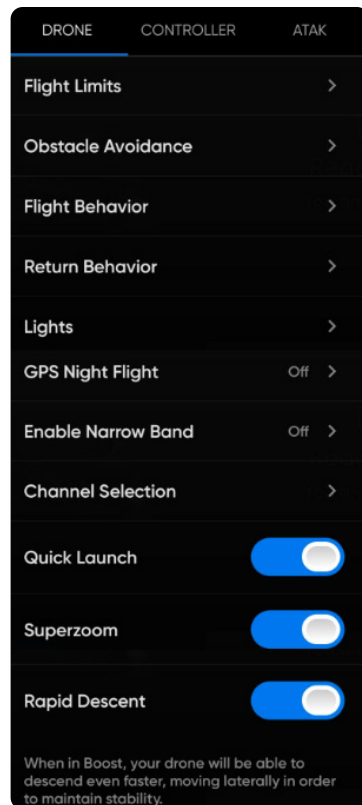 DRONE CONTROLLER ATAK
Flight Limits
Obstacle Avoidance
Flight Behavior
Return Behavior
Lights
GPS Night Flight Off
Enable Narrow Band Off
Channel Selection
Quick Launch
Superzoom
Rapid Descent
When in Boost, your drone will be able to
descend even faster, moving laterally in order
to maintain stability.